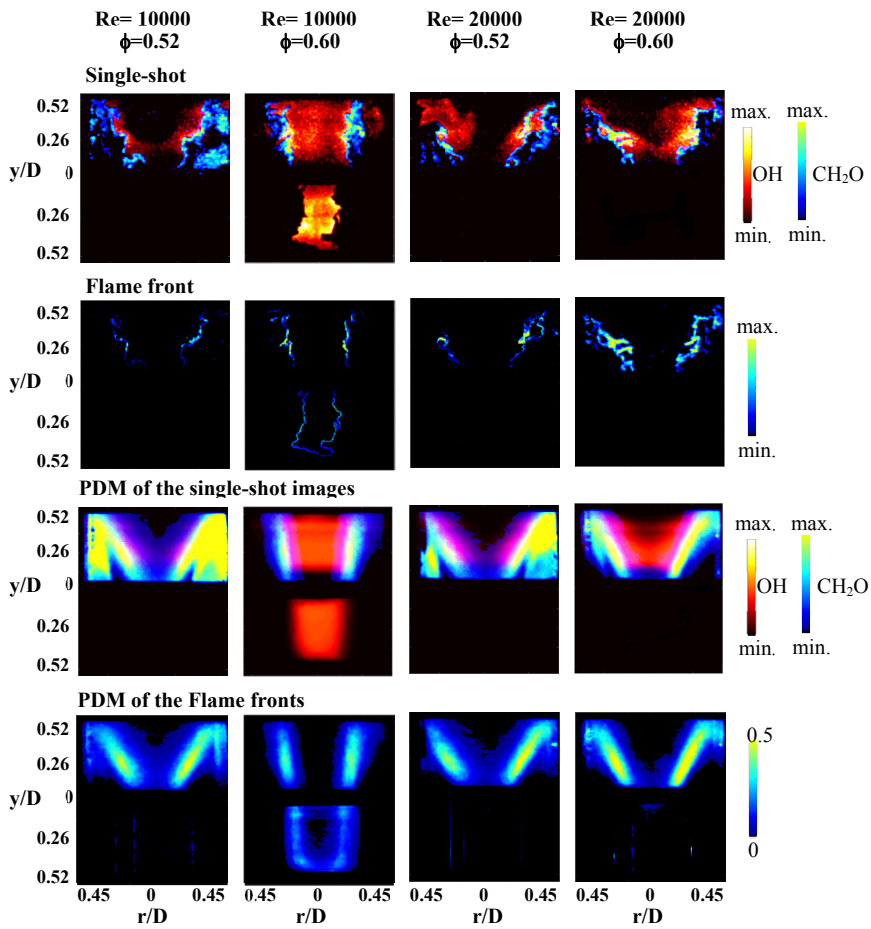 Re= 10000 Re= 10000 Re= 20000 Re= 20000
ϕ=0.52 ϕ=0.60 ϕ=0.52 ϕ=0.60
Single-shot
0.52
0.26
y/D 0
0.26
0.52
max. max.
OH CH₂O
min. min.
Flame front
0.52
0.26
y/D 0
0.26
0.52
max.
min.
PDM of the single-shot images
0.52
0.26
y/D 0
0.26
0.52
max. max.
OH CH₂O
min. min.
PDM of the Flame fronts
0.52
0.26
y/D 0
0.26
0.52
0.5
0
0.45 0 0.45 0.45 0 0.45 0.45 0 0.45 0.45 0 0.45
r/D r/D r/D r/D